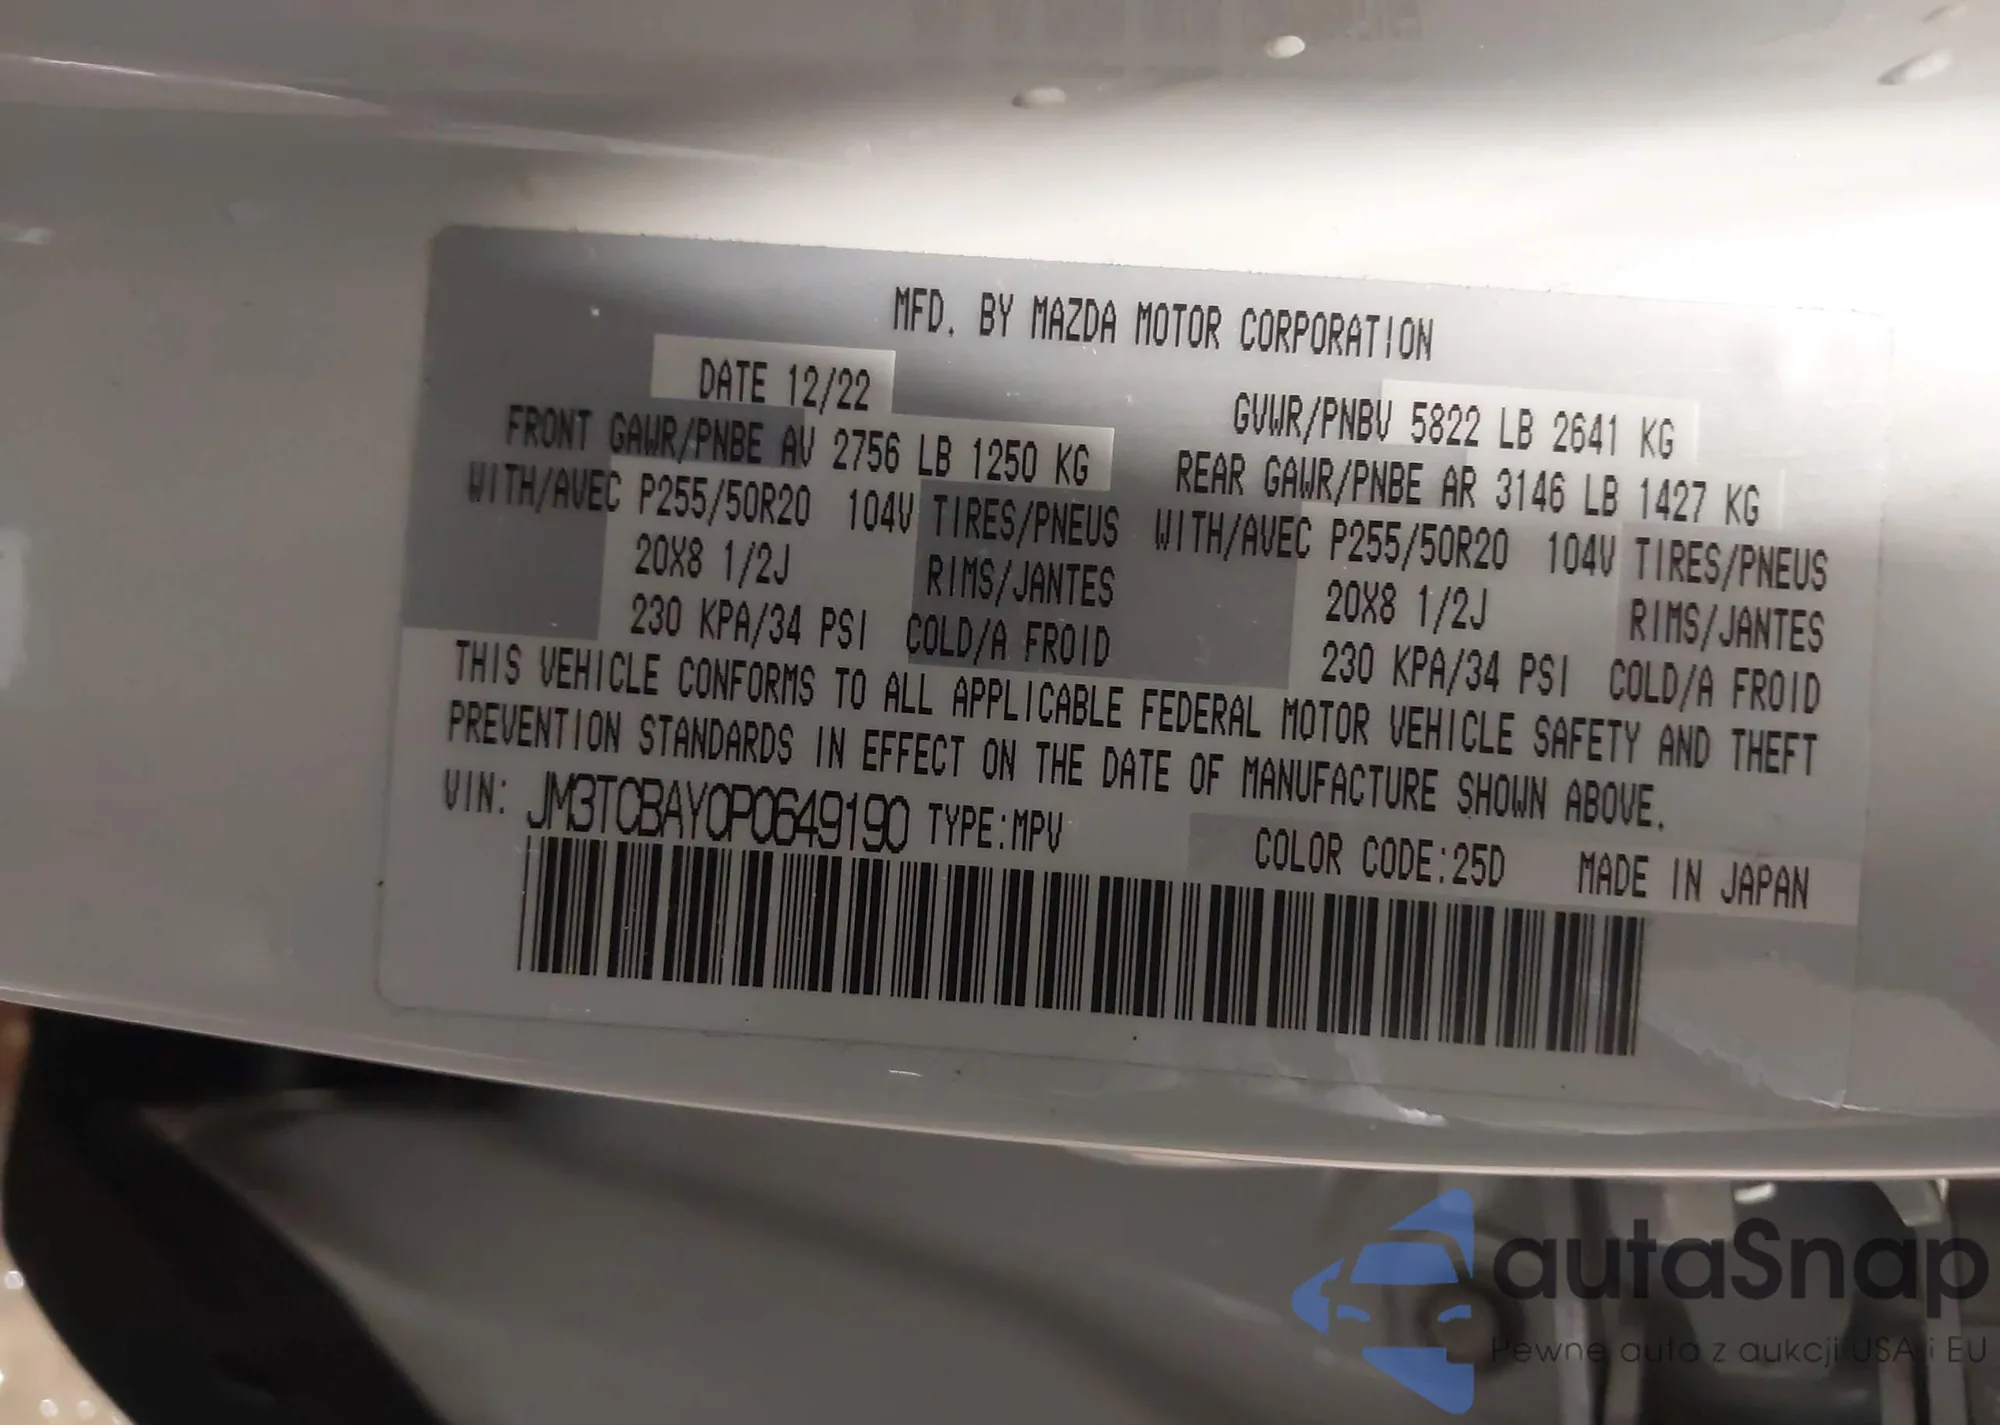 MFD. BY MAZDA MOTOR CORPORATION
DATE 12/22
GVWR/PNBV 5822 LB 2641 KG
FRONT GAWR/PNBE AV 2756 LB 1250 KG
REAR GAWR/PNBE AR 3146 LB 1427 KG
WITH/AVEC P255/50R20 104V TIRES/PNEUS
WITH/AVEC P255/50R20 104V TIRES/PNEUS
20X8 1/2J RIMS/JANTES
20X8 1/2J RIMS/JANTES
230 KPA/34 PSI COLD/A FROID
230 KPA/34 PSI COLD/A FROID
THIS VEHICLE CONFORMS TO ALL APPLICABLE FEDERAL MOTOR VEHICLE SAFETY AND THEFT
PREVENTION STANDARDS IN EFFECT ON THE DATE OF MANUFACTURE SHOWN ABOVE.
VIN: JM3TCBAY0P0649190 TYPE:MPV
COLOR CODE:25D MADE IN JAPAN
autaSnap
Pewne auta z aukcji USA i EU